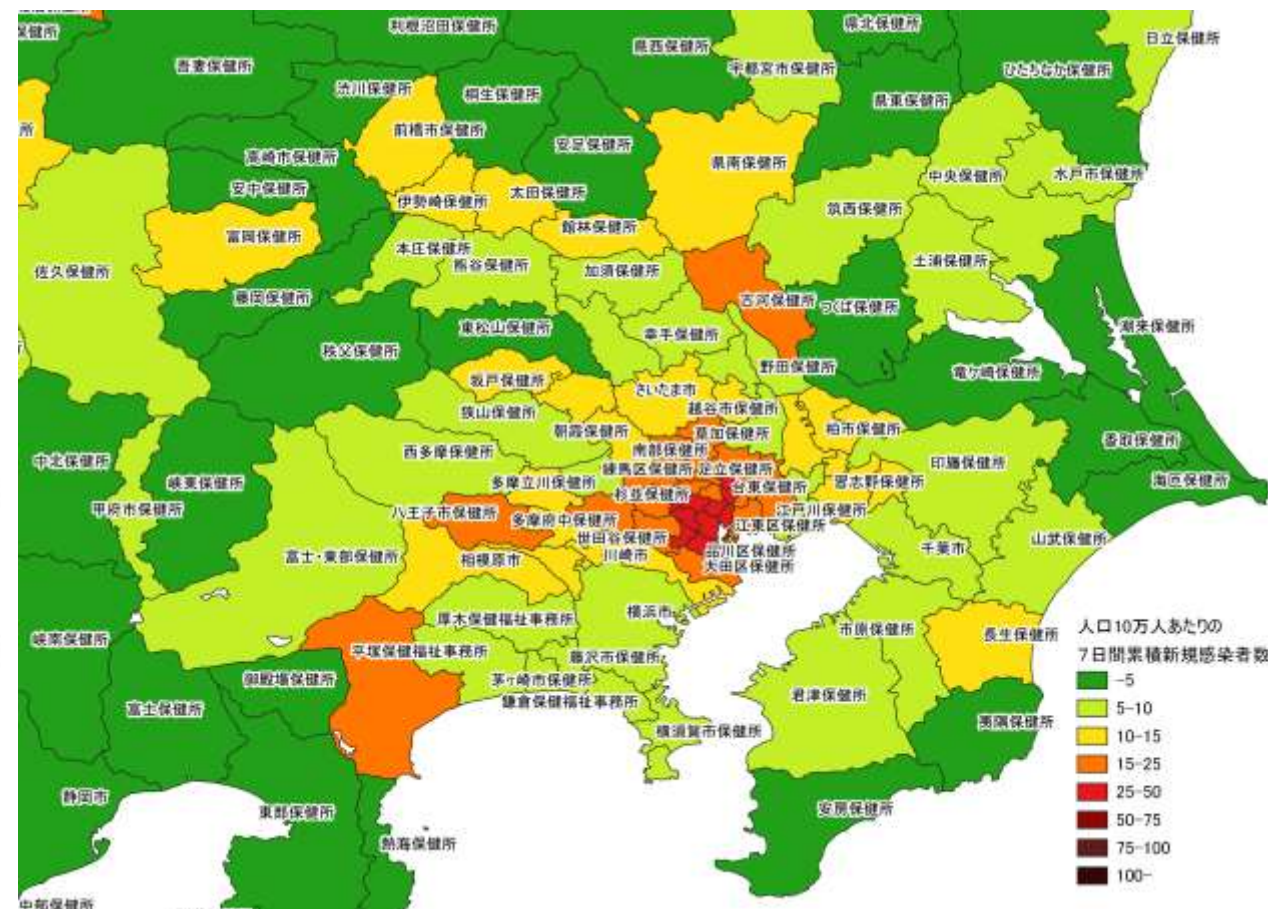 保健所
利根沼田保健所
県北保健所
日立保健所
県西保健所
吾妻保健所
宇都宮市保健所
ひたちなか保健所
渋川保健所
桐生保健所
県東保健所
前橋市保健所
安足保健所
高崎市保健所
県南保健所
所
安中保健所
太田保健所
中央保健所
水戸市保健所
伊勢崎保健所
筑西保健所
館林保健所
富岡保健所
本庄保健所
熊谷保健所
加須保健所
土浦保健所
佐久保健所
藤岡保健所
古河保健所
つくば保健所
東松山保健所
幸手保健所
潮来保健所
秩父保健所
野田保健所
竜ケ崎保健所
坂戸保健所
さいたま市
狭山保健所
越谷市保健所
朝霞保健所
草加保健所
柏市保健所
香取保健所
西多摩保健所
南部保健所
中北保健所
印旛保健所
練馬区保健所
足立保健所
峡東保健所
多摩立川保健所
台東保健所
習志野保健所
海匝保健所
杉並保健所
甲府市保健所
八王子市保健所
多摩府中保健所
江戸川保健所
江東区保健所
世田谷保健所
山武保健所
富士・東部保健所
相模原市
川崎市
品川区保健所
千葉市
大田区保健所
横浜市
厚木保健福祉事務所
市原保健所
長生保健所
峡南保健所
平塚保健福祉事務所
藤沢市保健所
御殿場保健所
茅ヶ崎市保健所
君津保健所
鎌倉保健福祉事務所
富士保健所
横須賀市保健所
夷隅保健所
静岡市
東部保健所
安房保健所
熱海保健所
中部保健所
人口10万人あたりの
7日間累積新規感染者数
-5
5-10
10-15
15-25
25-50
50-75
75-100
100-